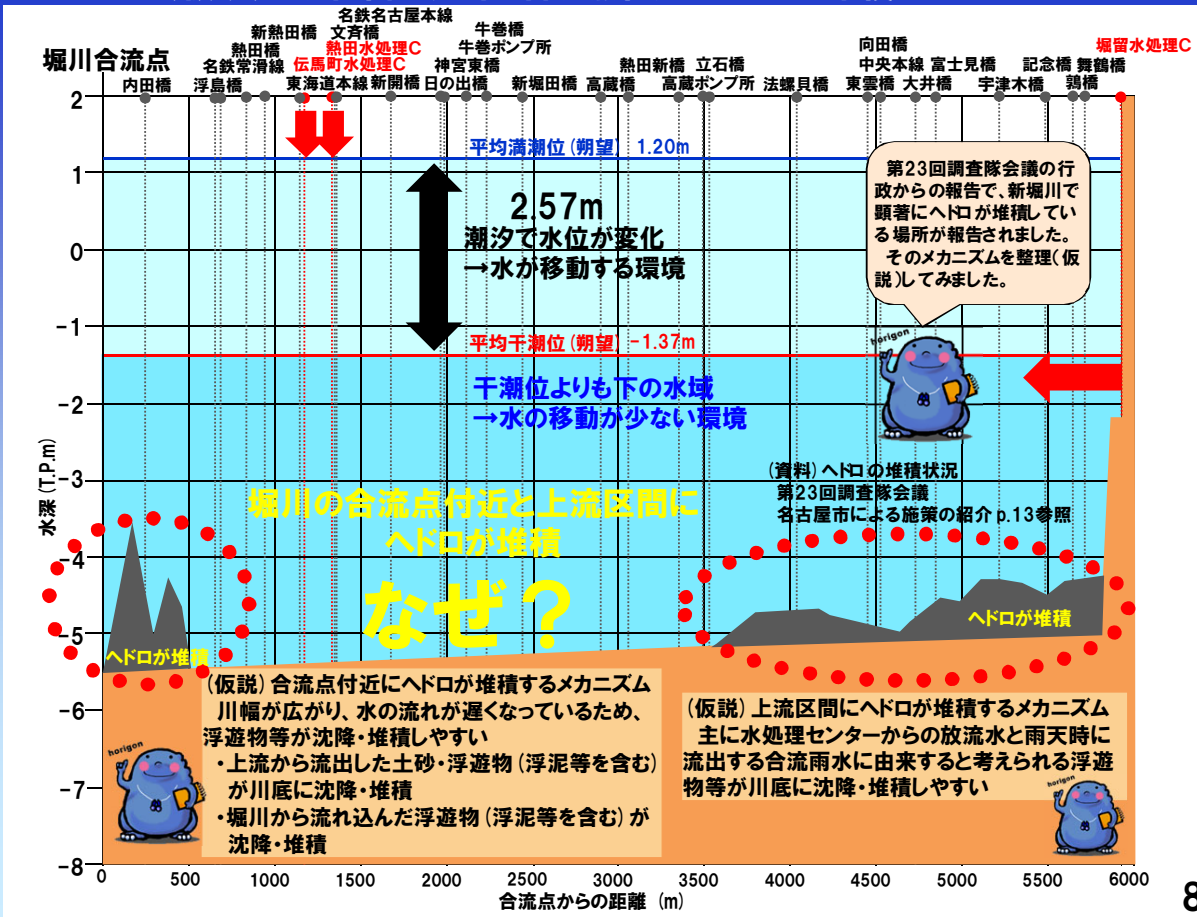 堀川合流点
名鉄名古屋本線
新熱田橋 文斉橋
熱田橋 熱田水処理C
名鉄常滑線 伝馬町水処理C
内田橋 浮島橋 東海道本線 新開橋 日の出橋
牛巻橋
牛巻ポンプ所
神宮東橋
新堀田橋 高蔵橋
熱田新橋 立石橋
高蔵ポンプ所 法螺貝橋
向田橋
中央本線 富士見橋
東雲橋 大井橋 宇津木橋
堀留水処理C
記念橋 舞鶴橋
鶉橋
2
1
0
-1
-2
-3
-4
-5
-6
-7
-8
水深(T.P.m)
平均満潮位(朔望) 1.20m
2.57m
潮汐で水位が変化
→水が移動する環境
平均干潮位(朔望) -1.37m
干潮位よりも下の水域
→水の移動が少ない環境
第23回調査隊会議の行
政からの報告で、新堀川で
顕著にヘドロが堆積してい
る場所が報告されました。
そのメカニズムを整理(仮
説)してみました。
horigon
(資料)ヘドロの堆積状況
第23回調査隊会議
名古屋市による施策の紹介p.13参照
堀川の合流点付近と上流区間に
ヘドロが堆積
なぜ？
ヘドロが堆積
ヘドロが堆積
(仮説)合流点付近にヘドロが堆積するメカニズム
川幅が広がり、水の流れが遅くなっているため、
浮遊物等が沈降・堆積しやすい
・上流から流出した土砂・浮遊物(浮泥等を含む)
が川底に沈降・堆積
・堀川から流れ込んだ浮遊物(浮泥等を含む)が
沈降・堆積
horigon
(仮説)上流区間にヘドロが堆積するメカニズム
主に水処理センターからの放流水と雨天時に
流出する合流雨水に由来すると考えられる浮遊
物等が川底に沈降・堆積しやすい
horigon
0 500 1000 1500 2000 2500 3000 3500 4000 4500 5000 5500 6000
合流点からの距離 (m)
8